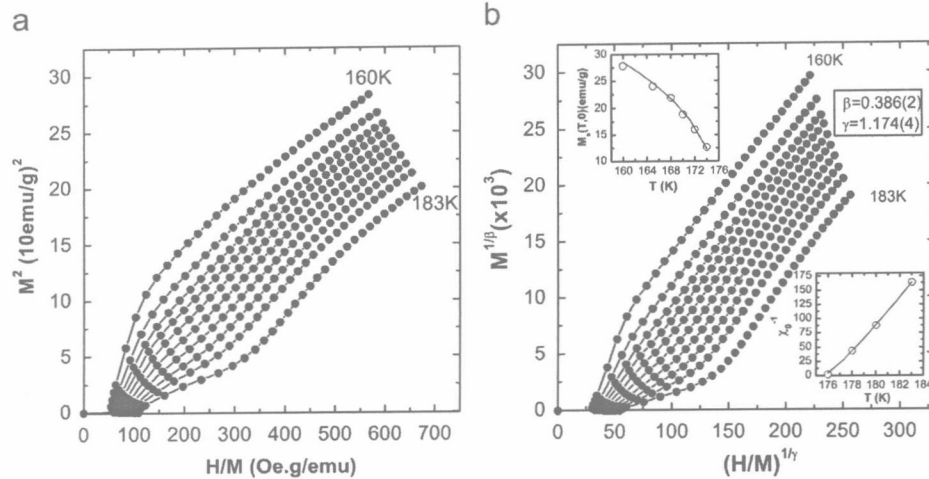 a
M² (10emu/g)²
30
25
20
15
10
5
0
160K
183K
0 100 200 300 400 500 600 700
H/M (Oe.g/emu)
b
M^1/β (x10³)
30
25
20
15
10
5
0
160K
183K
β=0.386(2)
γ=1.174(4)
0 50 100 150 200 250 300
(H/M)^1/γ
Mₛ(T,0)(emu/g)
30
25
20
15
10
160 164 168 172 176
T (K)
χ₀⁻¹
175
150
125
100
75
50
25
0
176 178 180 182 184
T (K)